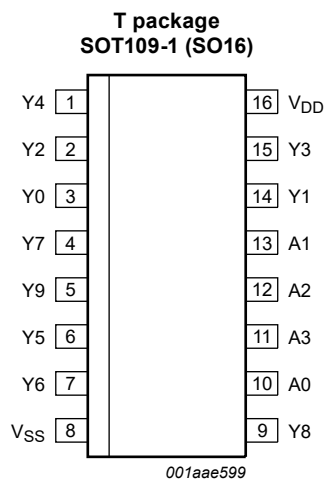 T package
SOT109-1 (SO16)
Y4 1 16 VDD
Y2 2 15 Y3
Y0 3 14 Y1
Y7 4 13 A1
Y9 5 12 A2
Y5 6 11 A3
Y6 7 10 A0
VSS 8 9 Y8
001aae599